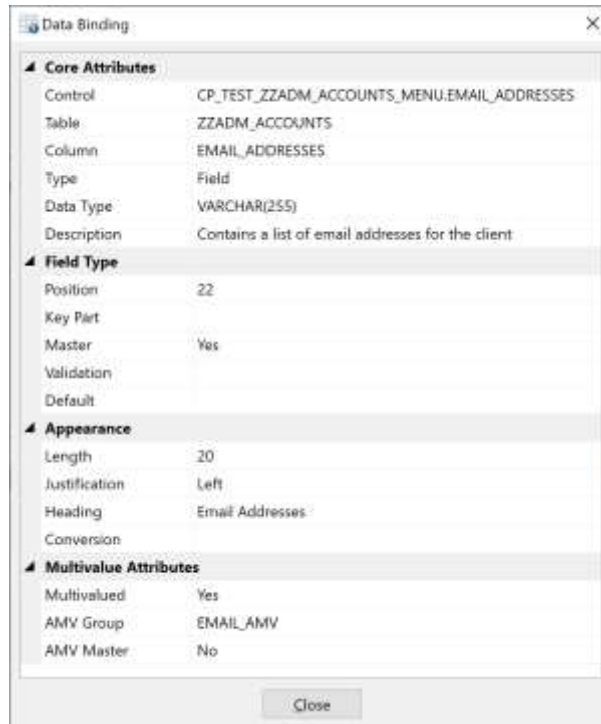 Data Binding
Core Attributes
Control CP_TEST_ZZADM_ACCOUNTS_MENU.EMAIL_ADDRESSES
Table ZZADM_ACCOUNTS
Column EMAIL_ADDRESSES
Type Field
Data Type VARCHAR(255)
Description Contains a list of email addresses for the client
Field Type
Position 22
Key Part
Master Yes
Validation
Default
Appearance
Length 20
Justification Left
Heading Email Addresses
Conversion
Multivalue Attributes
Multivalued Yes
AMV Group EMAIL_AMV
AMV Master No
Close